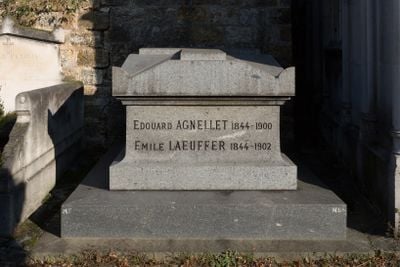 EDOUARD AGNELLET 1844-1900
EMILE LAEUFFER 1844-1902